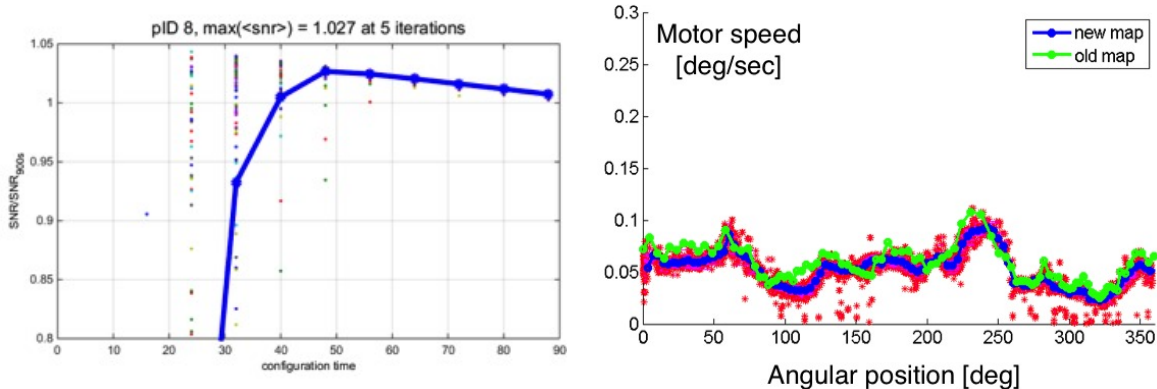 pID 8, max(<snr>) = 1.027 at 5 iterations
1.05
1
0.95
0.9
0.85
0.8
SNR/SNR900s
0 10 20 30 40 50 60 70 80 90
configuration time
0.3
0.25
0.2
0.15
0.1
0.05
0
Motor speed
[deg/sec]
new map
old map
0 50 100 150 200 250 300 350
Angular position [deg]